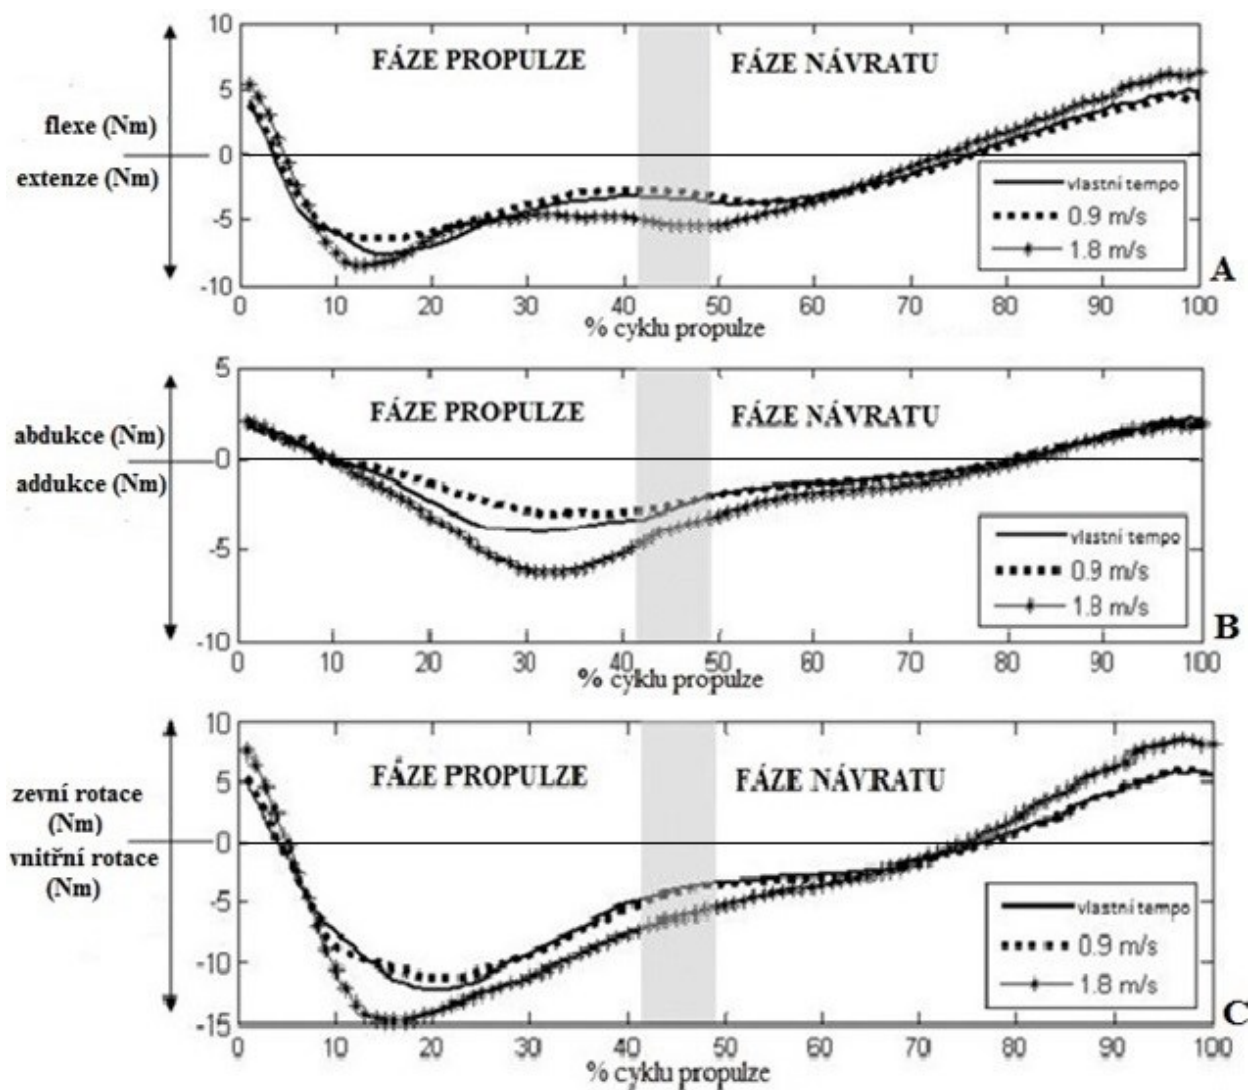 10
5
0
-5
-10
flexe (Nm)
extenze (Nm)
FÁZE PROPULZE
FÁZE NÁVRATU
vlastní tempo
0.9 m/s
1.8 m/s
A
0 10 20 30 40 50 60 70 80 90 100
% cyklu propulze
5
0
-5
-10
abdukce (Nm)
addukce (Nm)
FÁZE PROPULZE
FÁZE NÁVRATU
vlastní tempo
0.9 m/s
1.8 m/s
B
0 10 20 30 40 50 60 70 80 90 100
% cyklu propulze
10
5
0
-5
-10
-15
zevní rotace
(Nm)
vnitřní rotace
(Nm)
FÁZE PROPULZE
FÁZE NÁVRATU
vlastní tempo
0.9 m/s
1.8 m/s
C
0 10 20 30 40 50 60 70 80 90 100
% cyklu propulze